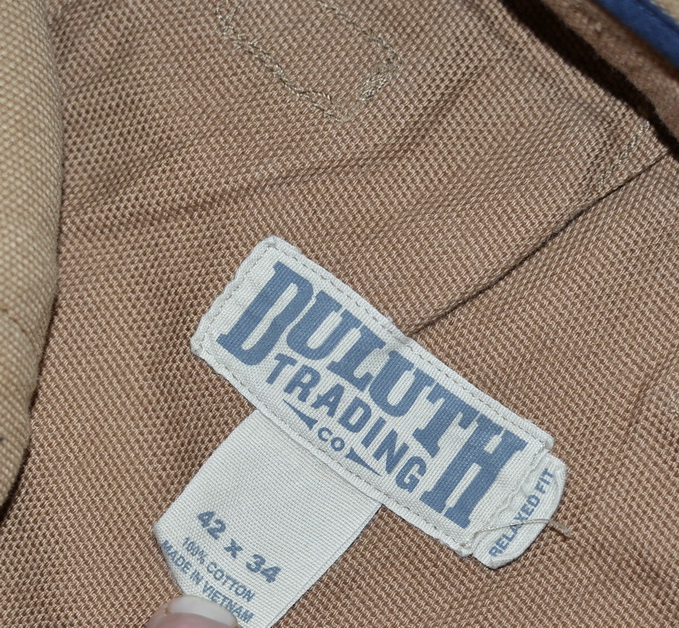 DULUTH
TRADING
CO
RELAXED FIT
42 x 34
100% COTTON
MADE IN VIETNAM